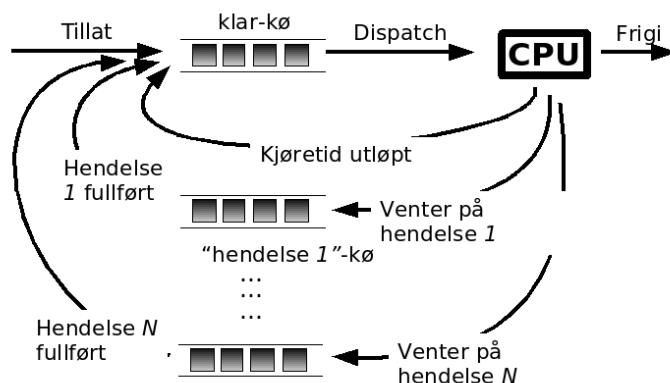 klar-kø
Tillat
Dispatch
CPU
Frigi
Kjøretid utløpt
Hendelse
1 fullført
Venter på
hendelse 1
“hendelse 1”-kø
...
...
...
Hendelse N
fullført
Venter på
hendelse N